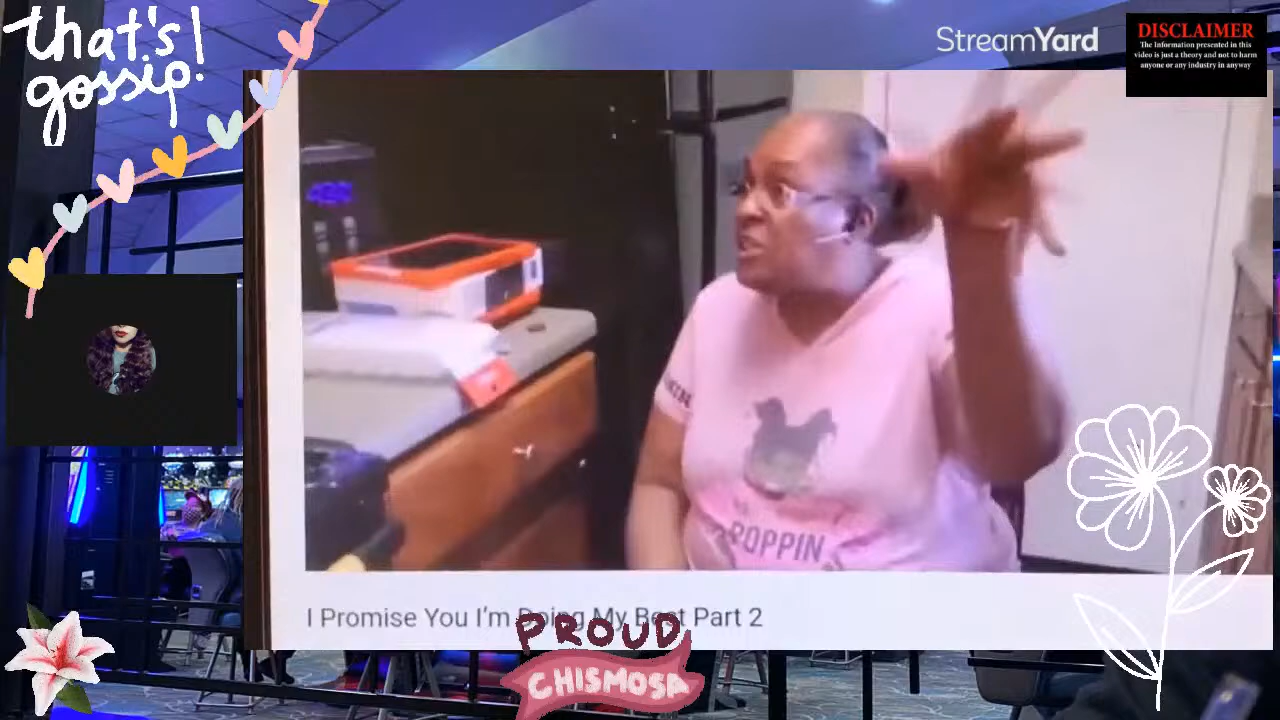 that's
gossip!
StreamYard
DISCLAIMER
The Information presented in this
video is just a theory and not to harm
anyone or any industry in anyway
POPPIN
I Promise You I'm Doing My Best Part 2
PROUD
CHISMOSA